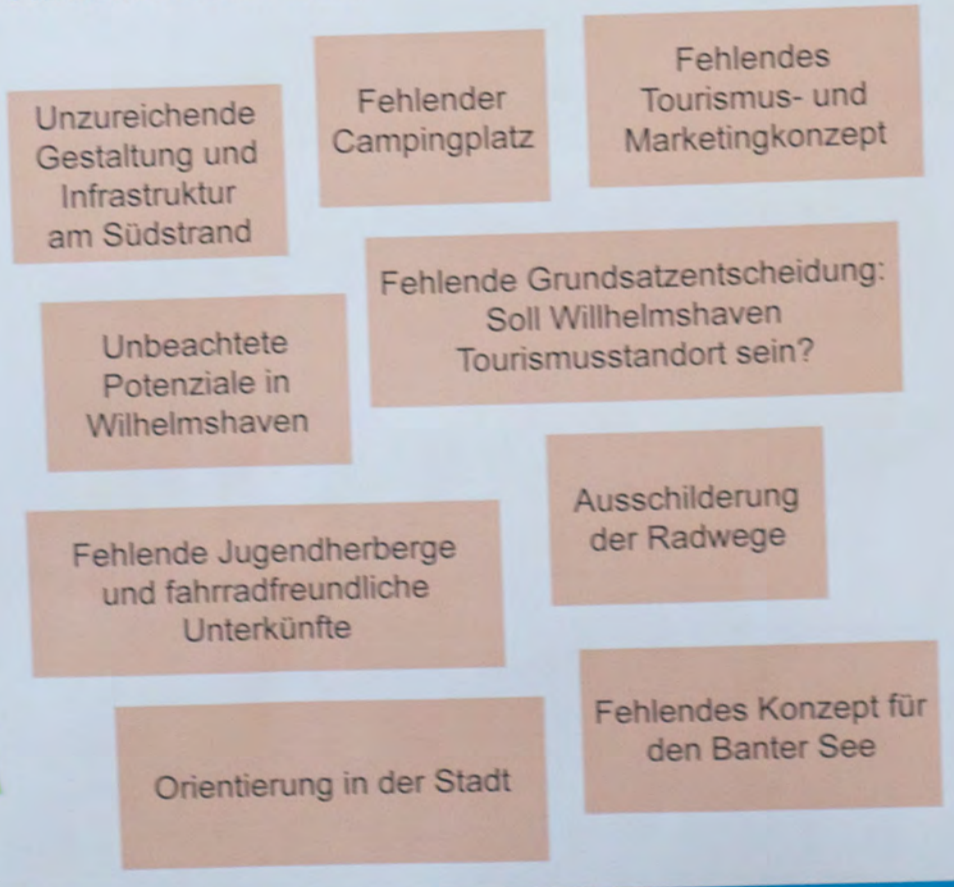 Unzureichende
Gestaltung und
Infrastruktur
am Südstrand
Fehlender
Campingplatz
Fehlendes
Tourismus- und
Marketingkonzept
Fehlende Grundsatzentscheidung:
Soll Willhelmshaven
Tourismusstandort sein?
Unbeachtete
Potenziale in
Wilhelmshaven
Ausschilderung
der Radwege
Fehlende Jugendherberge
und fahrradfreundliche
Unterkünfte
Fehlendes Konzept für
den Banter See
Orientierung in der Stadt